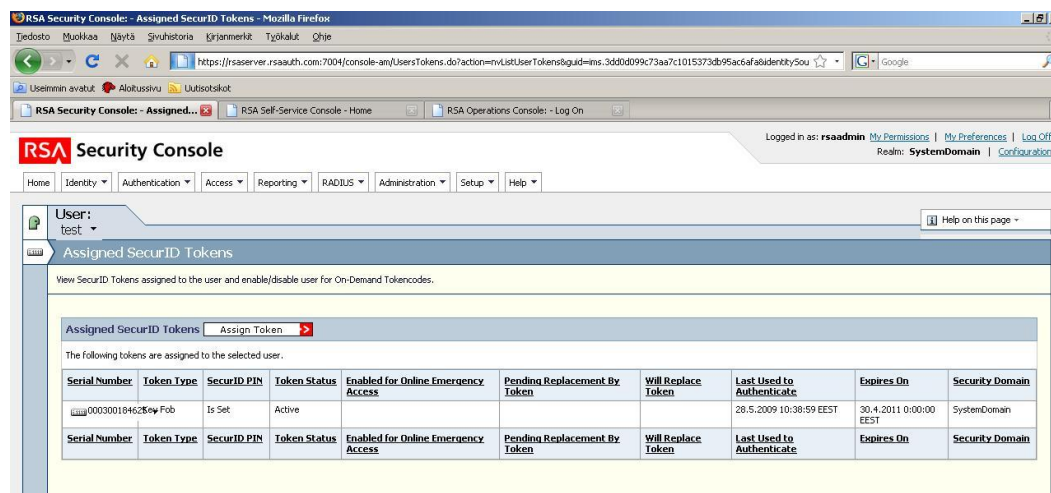 RSA Security Console: - Assigned SecurID Tokens - Mozilla Firefox
Tiedosto Muokkaa Näytä Sivuhistoria Kirjanmerkit Työkalut Ohje
https://rsaserver.rsaauth.com:7004/console-am/UsersTokens.do?action=nvListUserTokens&guid=ims.3dd0d099c73aa7c1015373db95ac6afa&identitySou
Google
Useimmin avatut Aloitussivu Uutisotsikot
RSA Security Console: - Assigned... RSA Self-Service Console - Home RSA Operations Console: - Log On
Logged in as: rsaadmin My Permissions | My Preferences | Log Off
RSA Security Console
Realm: SystemDomain | Configuration
Home Identity Authentication Access Reporting RADIUS Administration Setup Help
User:
test
Help on this page
Assigned SecurID Tokens
View SecurID Tokens assigned to the user and enable/disable user for On-Demand Tokencodes.
Assigned SecurID Tokens Assign Token
The following tokens are assigned to the selected user.
Serial Number Token Type SecurID PIN Token Status Enabled for Online Emergency Access Pending Replacement By Token Will Replace Token Last Used to Authenticate Expires On Security Domain
Key Fob Is Set Active 28.5.2009 10:38:59 EEST 30.4.2011 0:00:00 EEST SystemDomain
Serial Number Token Type SecurID PIN Token Status Enabled for Online Emergency Access Pending Replacement By Token Will Replace Token Last Used to Authenticate Expires On Security Domain